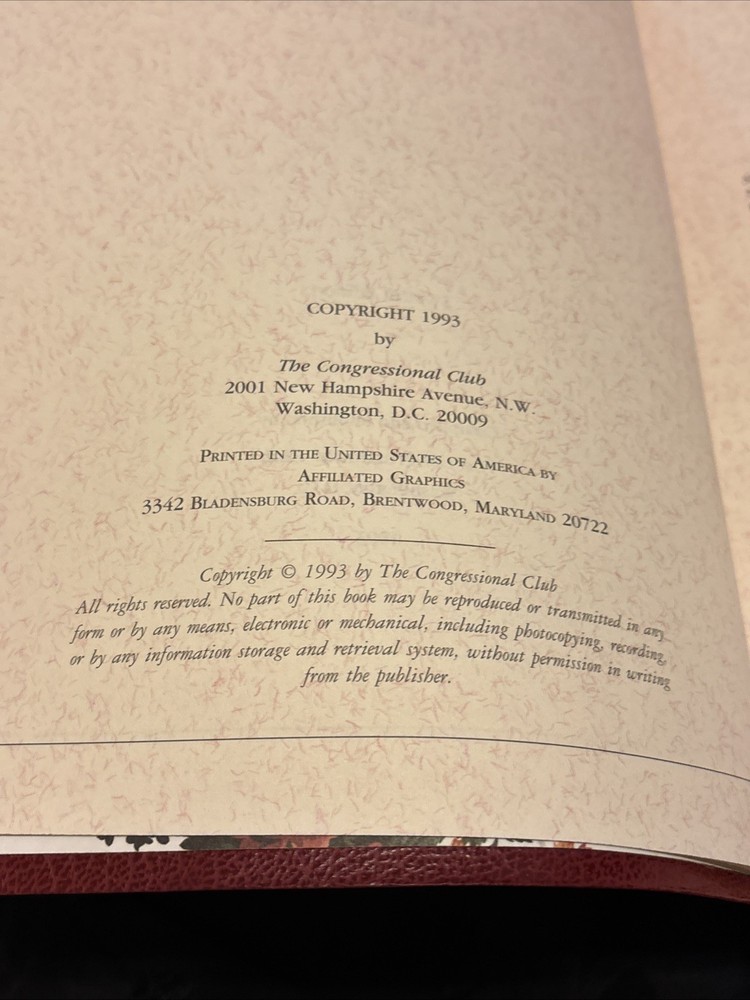 COPYRIGHT 1993
by
The Congressional Club
2001 New Hampshire Avenue, N.W.
Washington, D.C. 20009
PRINTED IN THE UNITED STATES OF AMERICA BY
AFFILIATED GRAPHICS
3342 BLADENSBURG ROAD, BRENTWOOD, MARYLAND 20722
Copyright © 1993 by The Congressional Club
All rights reserved. No part of this book may be reproduced or transmitted in any
form or by any means, electronic or mechanical, including photocopying, recording,
or by any information storage and retrieval system, without permission in writing
from the publisher.